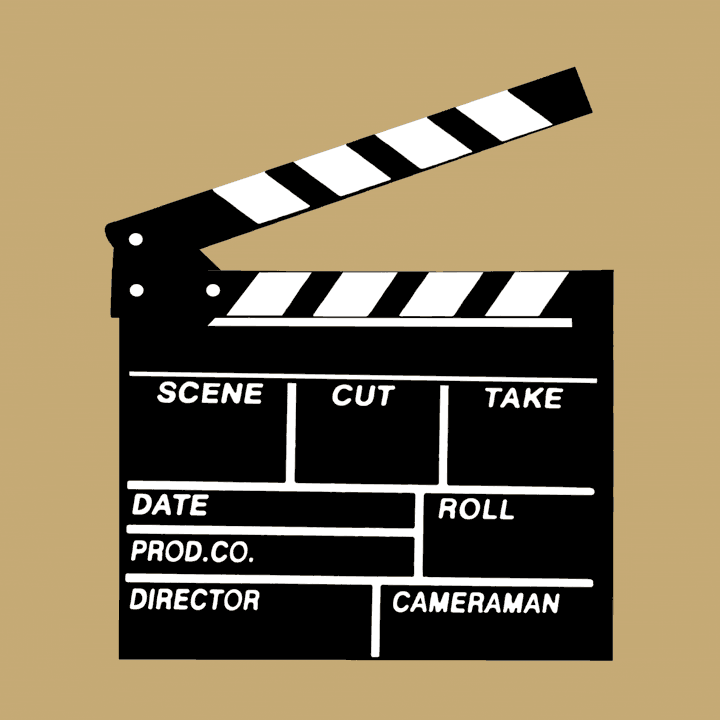 SCENE CUT TAKE
DATE ROLL
PROD.CO.
DIRECTOR CAMERAMAN